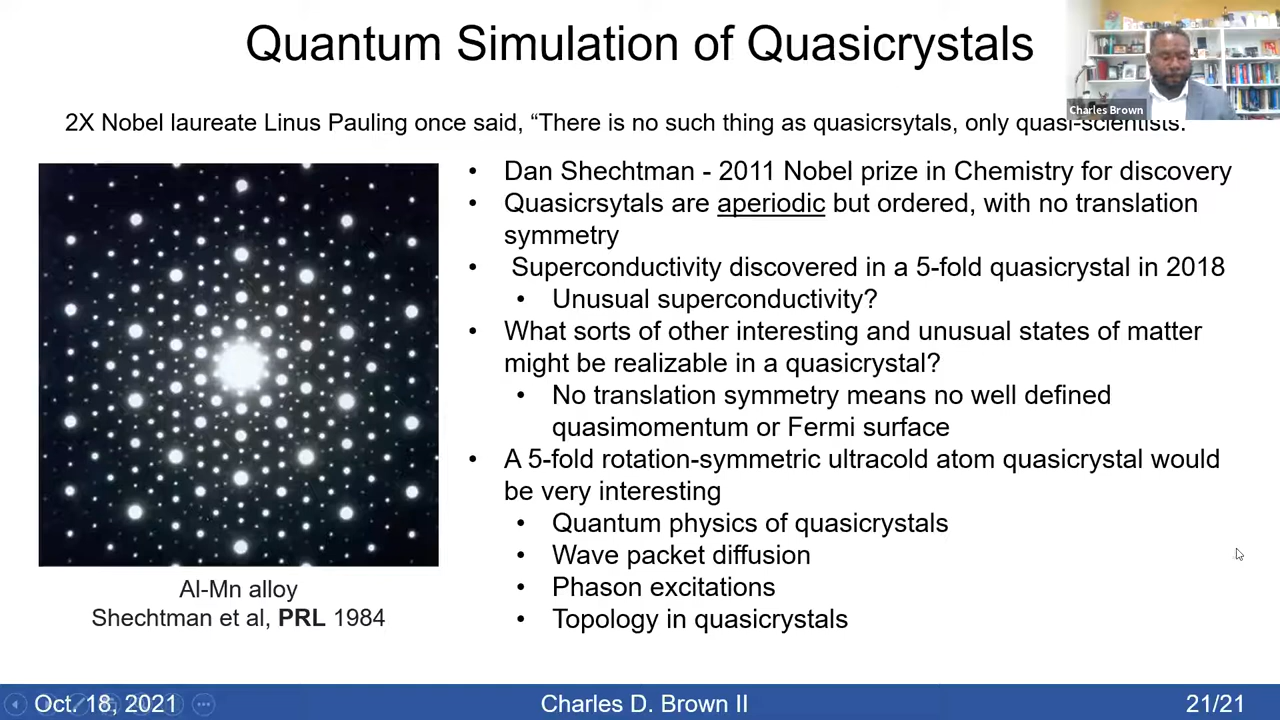 Quantum Simulation of Quasicrystals
Charles Brown
2X Nobel laureate Linus Pauling once said, “There is no such thing as quasicrsytals, only quasi-scientists.
• Dan Shechtman - 2011 Nobel prize in Chemistry for discovery
• Quasicrsytals are aperiodic but ordered, with no translation
symmetry
• Superconductivity discovered in a 5-fold quasicrystal in 2018
• Unusual superconductivity?
• What sorts of other interesting and unusual states of matter
might be realizable in a quasicrystal?
• No translation symmetry means no well defined
quasimomentum or Fermi surface
• A 5-fold rotation-symmetric ultracold atom quasicrystal would
be very interesting
• Quantum physics of quasicrystals
• Wave packet diffusion
• Phason excitations
• Topology in quasicrystals
Al-Mn alloy
Shechtman et al, PRL 1984
Oct. 18, 2021
Charles D. Brown II
21/21